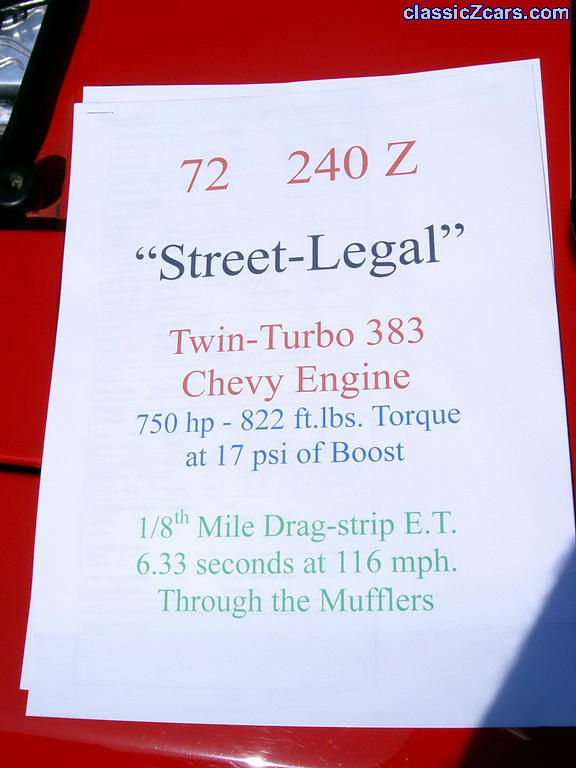 classicZcars.com
72 240 Z
“Street-Legal”
Twin-Turbo 383
Chevy Engine
750 hp - 822 ft.lbs. Torque
at 17 psi of Boost
1/8th Mile Drag-strip E.T.
6.33 seconds at 116 mph.
Through the Mufflers